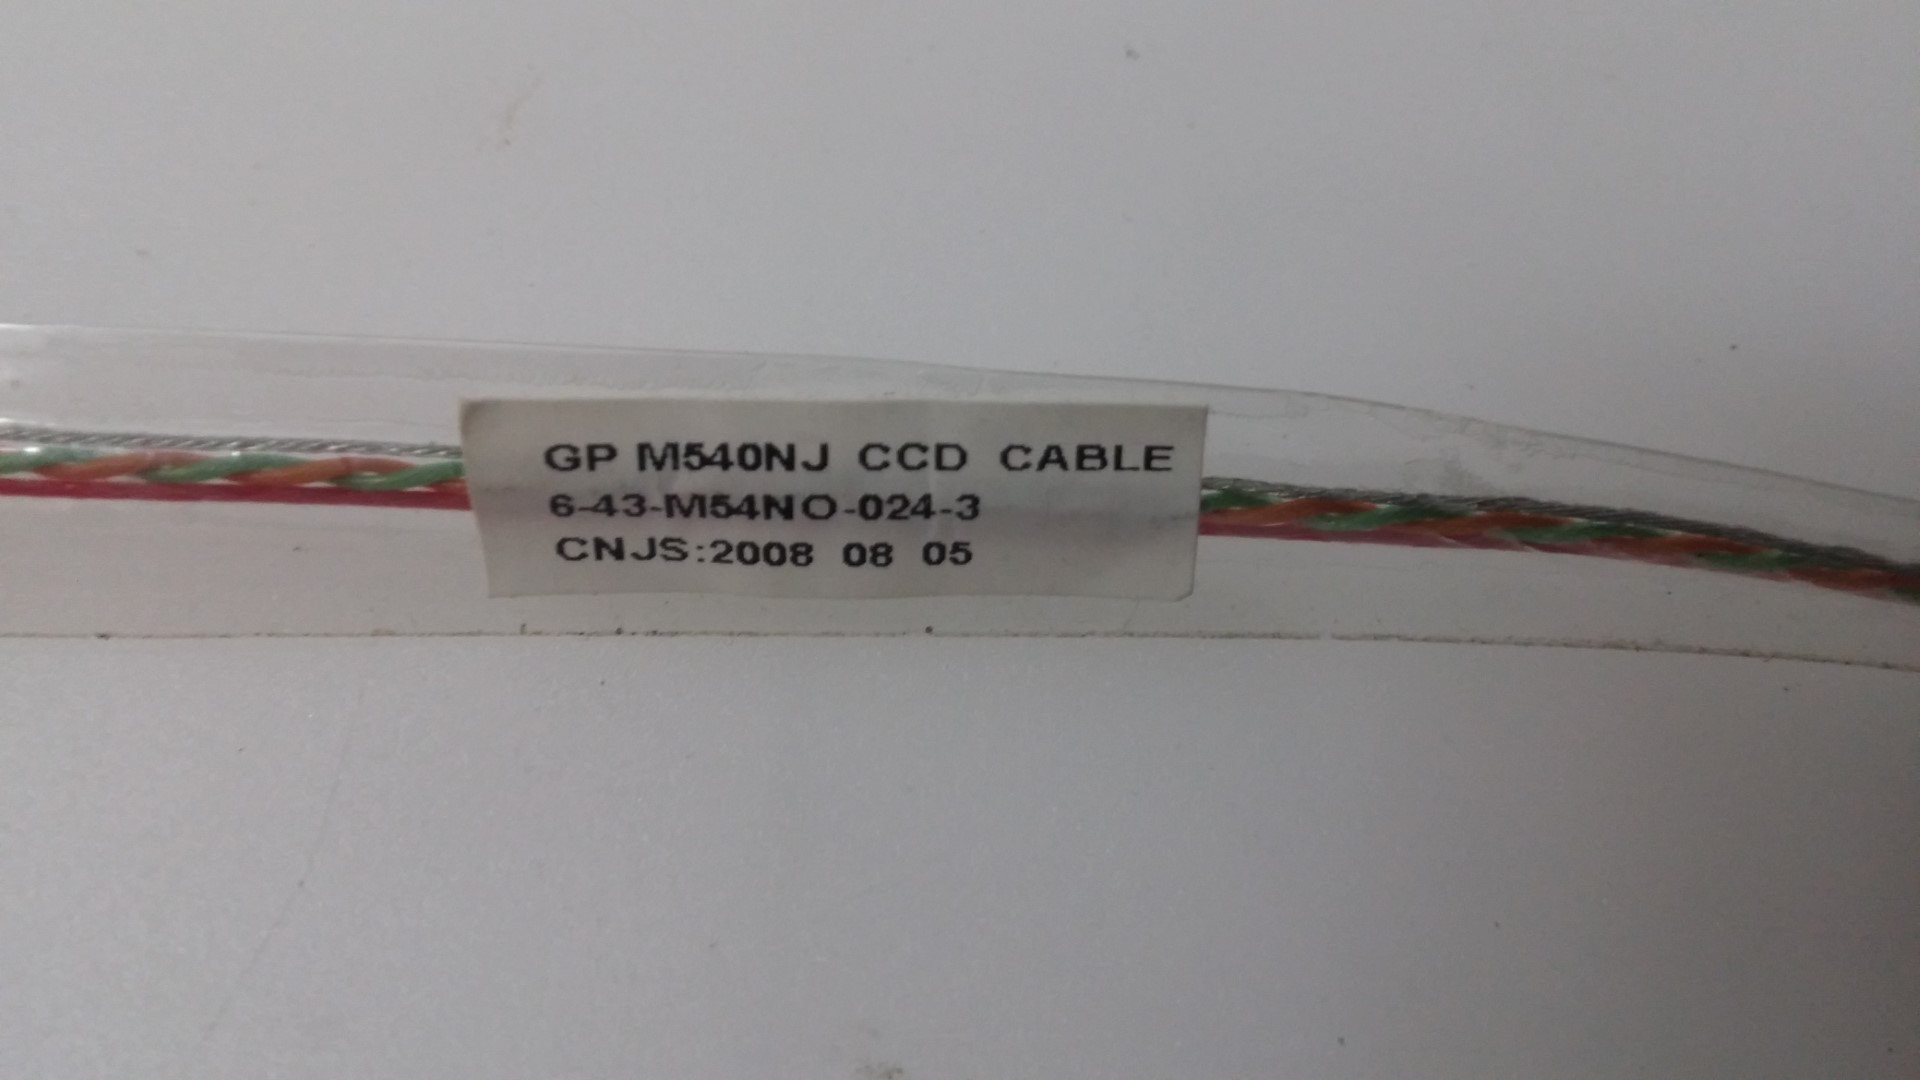 GP M540NJ CCD CABLE
6-43-M54NO-024-3
CNJS:2008 08 05